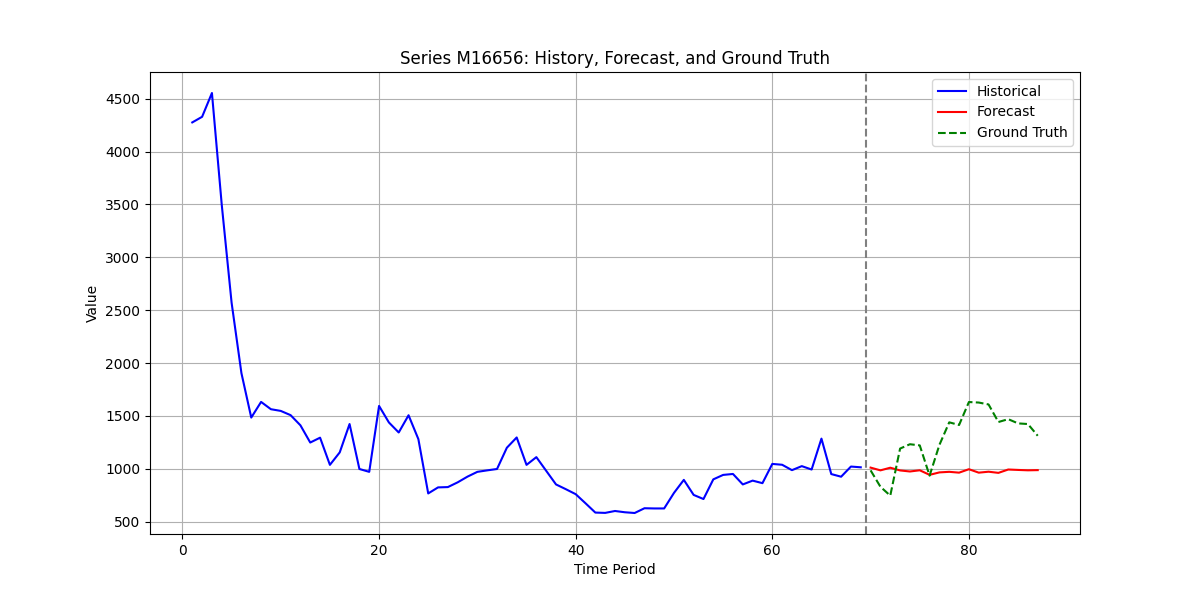 Series M16656: History, Forecast, and Ground Truth
Historical
Forecast
Ground Truth
Value
4500
4000
3500
3000
2500
2000
1500
1000
500
0
20
40
60
80
Time Period